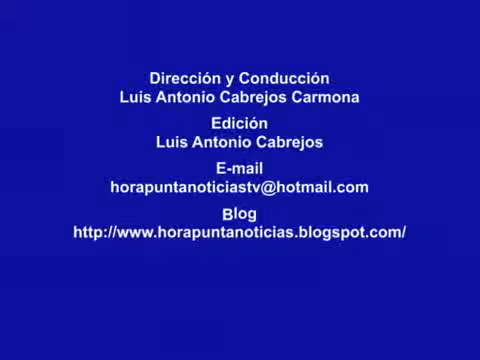 Dirección y Conducción
Luis Antonio Cabrejos Carmona
Edición
Luis Antonio Cabrejos
E-mail
horapuntanoticiastv@hotmail.com
Blog
http://www.horapuntanoticias.blogspot.com/